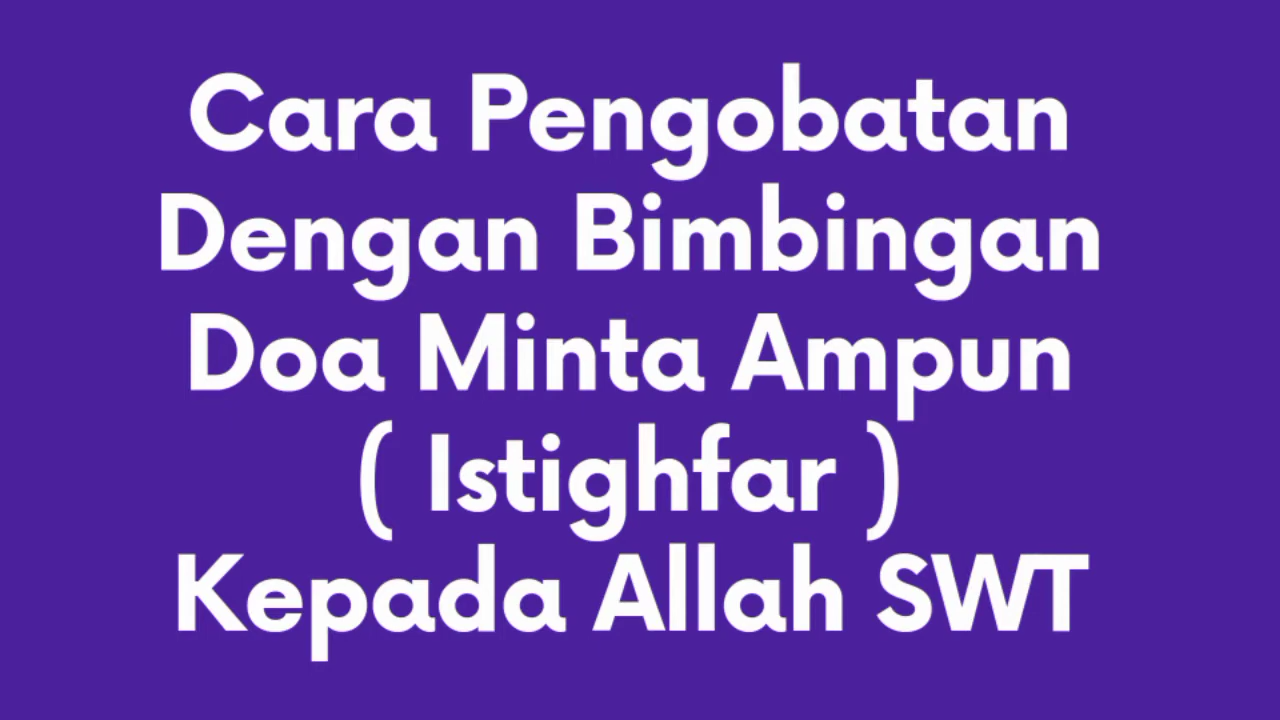 Cara Pengobatan
Dengan Bimbingan
Doa Minta Ampun
( Istighfar )
Kepada Allah SWT